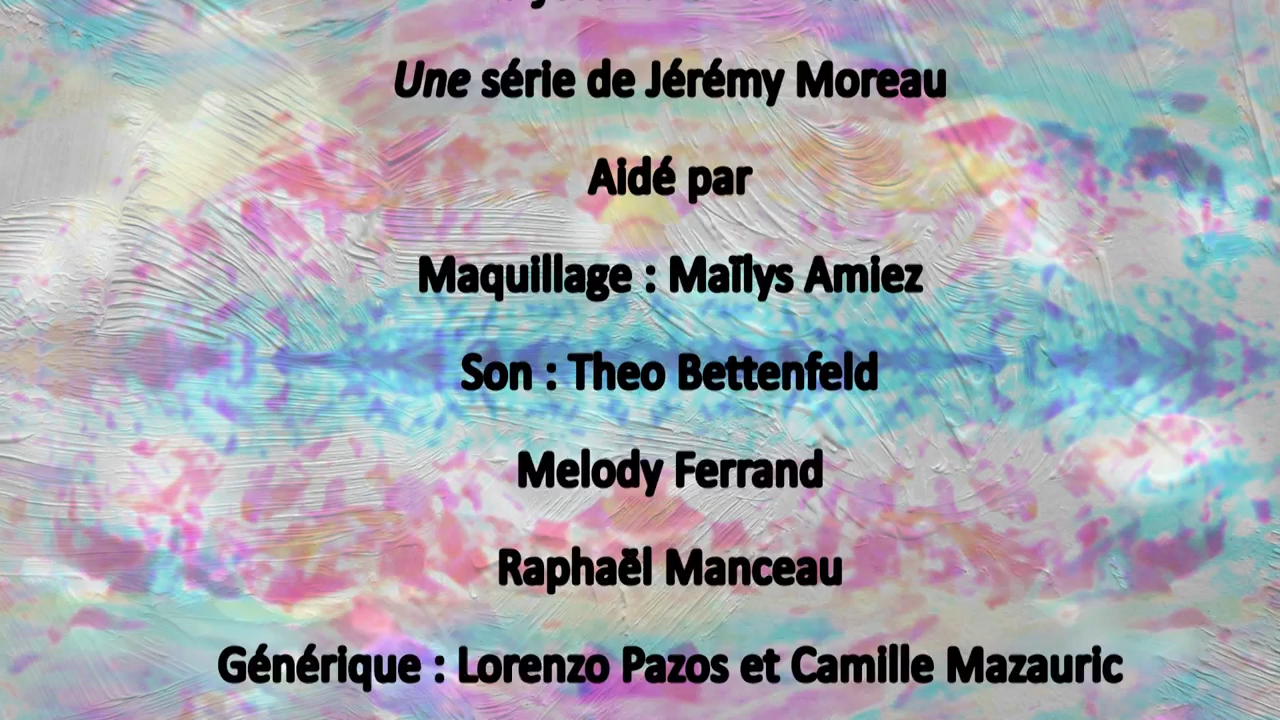 Une série de Jérémy Moreau
Aidé par
Maquillage : Maïlys Amiez
Son : Theo Bettenfeld
Melody Ferrand
Raphaël Manceau
Générique : Lorenzo Pazos et Camille Mazauric